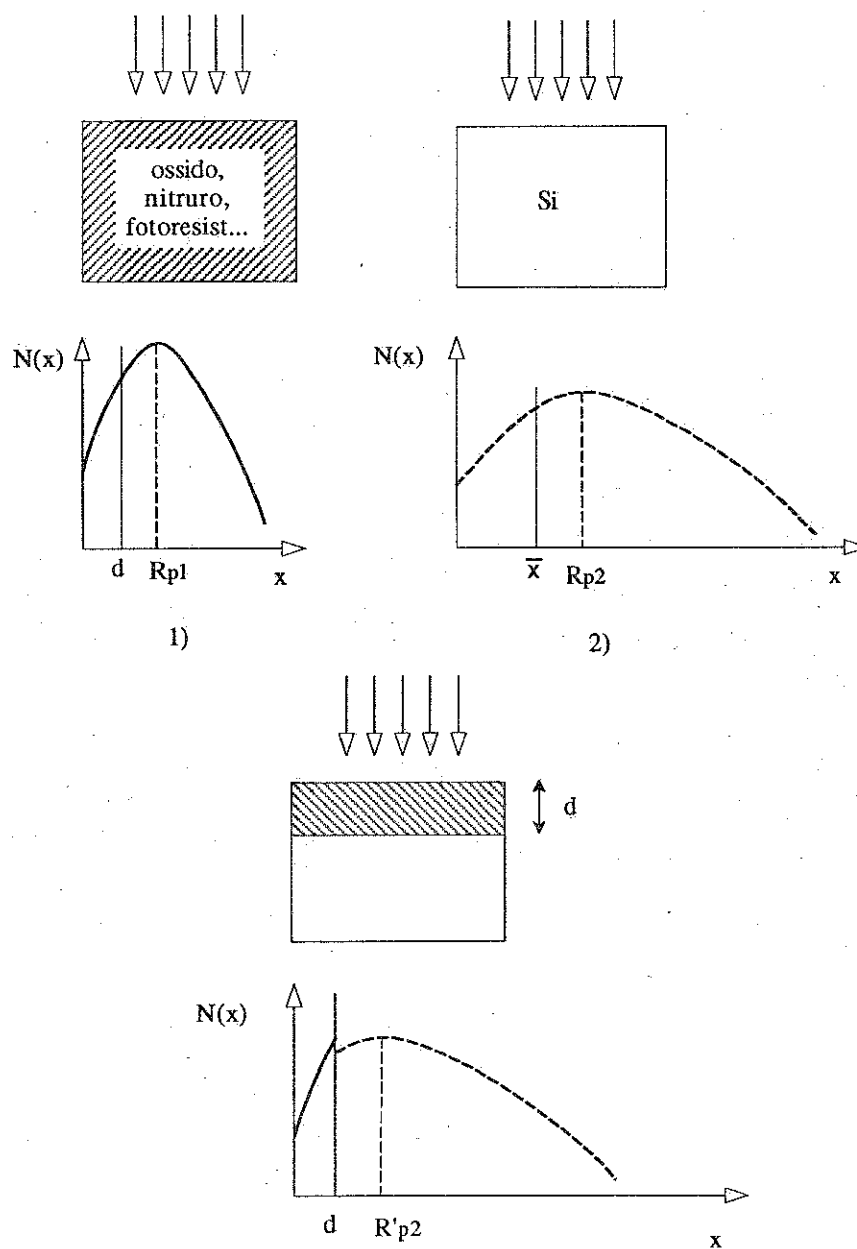 ossido,
nitruro,
fotoresist...
Si
N(x)
d
Rp1
x
1)
N(x)
x̄
Rp2
x
2)
d
N(x)
d
R'p2
x